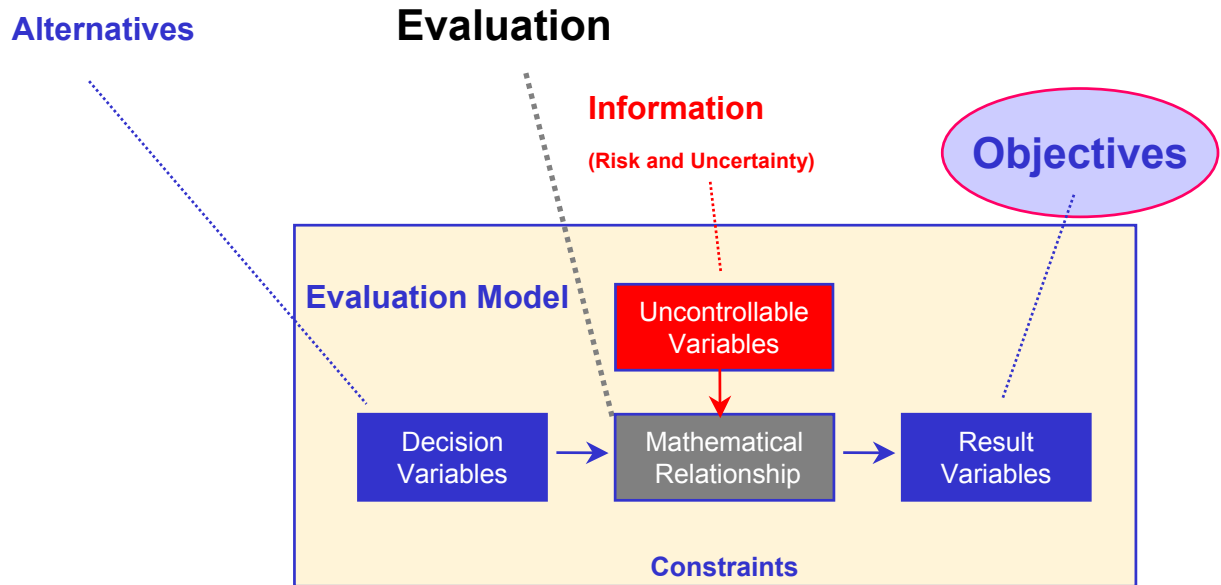 Alternatives
Evaluation
Information
(Risk and Uncertainty)
Objectives
Evaluation Model
Uncontrollable
Variables
Decision
Variables
Mathematical
Relationship
Result
Variables
Constraints